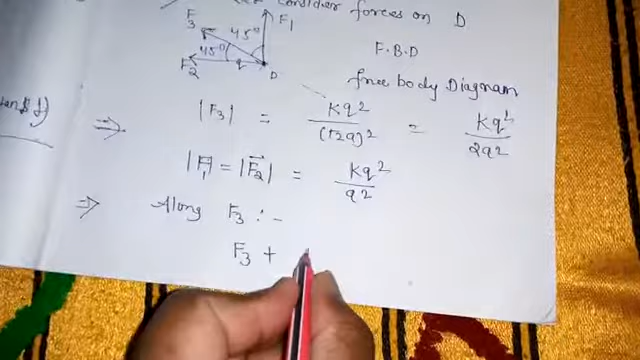 consider forces on D
F3 45° F1
45°
F2 q D
F.B.D
free body Diagram
⇒ |F3| = Kq2 / (√2a)2 = Kq2 / 2a2
|F1| = |F2| = Kq2 / a2
⇒ Along F3 :-
F3 +